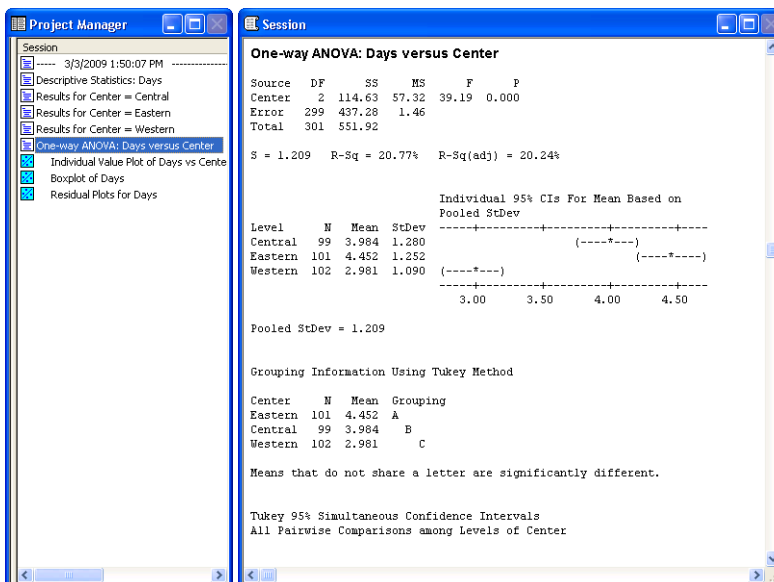 Project Manager
Session
----- 3/3/2009 1:50:07 PM -----------
Descriptive Statistics: Days
Results for Center = Central
Results for Center = Eastern
Results for Center = Western
One-way ANOVA: Days versus Center
Individual Value Plot of Days vs Cente
Boxplot of Days
Residual Plots for Days
Session
One-way ANOVA: Days versus Center
Source   DF      SS     MS      F      P
Center    2  114.63  57.32  39.19  0.000
Error   299  437.28   1.46
Total   301  551.92
S = 1.209   R-Sq = 20.77%   R-Sq(adj) = 20.24%
Individual 95% CIs For Mean Based on
Pooled StDev
Level      N   Mean  StDev  -----+---------+---------+---------+----
Central   99  3.984  1.280                      (----*---)
Eastern  101  4.452  1.252                               (----*----)
Western  102  2.981  1.090  (----*---)
-----+---------+---------+---------+----
3.00      3.50      4.00      4.50
Pooled StDev = 1.209
Grouping Information Using Tukey Method
Center     N   Mean  Grouping
Eastern  101  4.452  A
Central   99  3.984    B
Western  102  2.981      C
Means that do not share a letter are significantly different.
Tukey 95% Simultaneous Confidence Intervals
All Pairwise Comparisons among Levels of Center